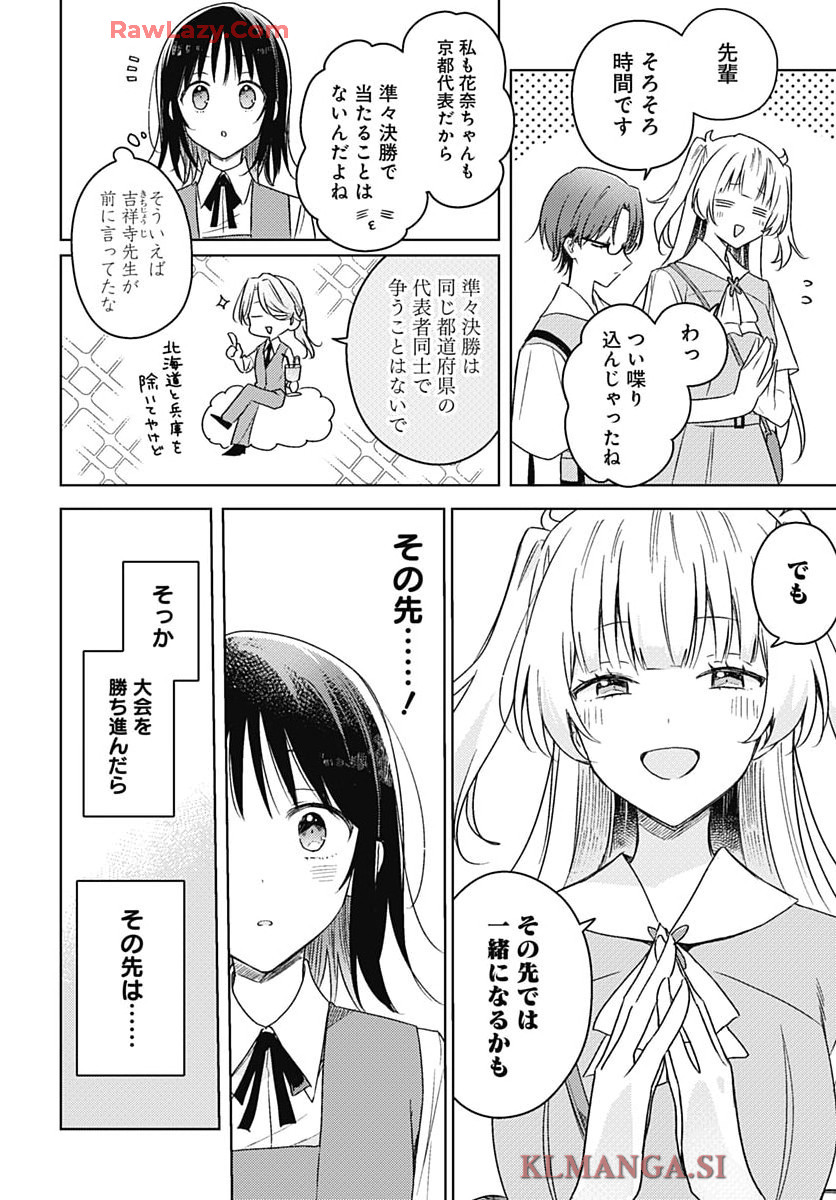 RawLazy.Com
先輩
そろそろ
時間です
わっ
つい喋り
込んじゃったね
私も花奈ちゃんも
京都代表だから
準々決勝で
当たることは
ないんだよね
そういえば
吉祥寺先生が
きちじょうじ
前に言ってたな
準々決勝は
同じ都道府県の
代表者同士で
争うことはないで
北海道と兵庫を
除いてやけど
でも
その先では
一緒になるかも
その先……！
そっか
大会を
勝ち進んだら
その先は……
KLMANGA.SI